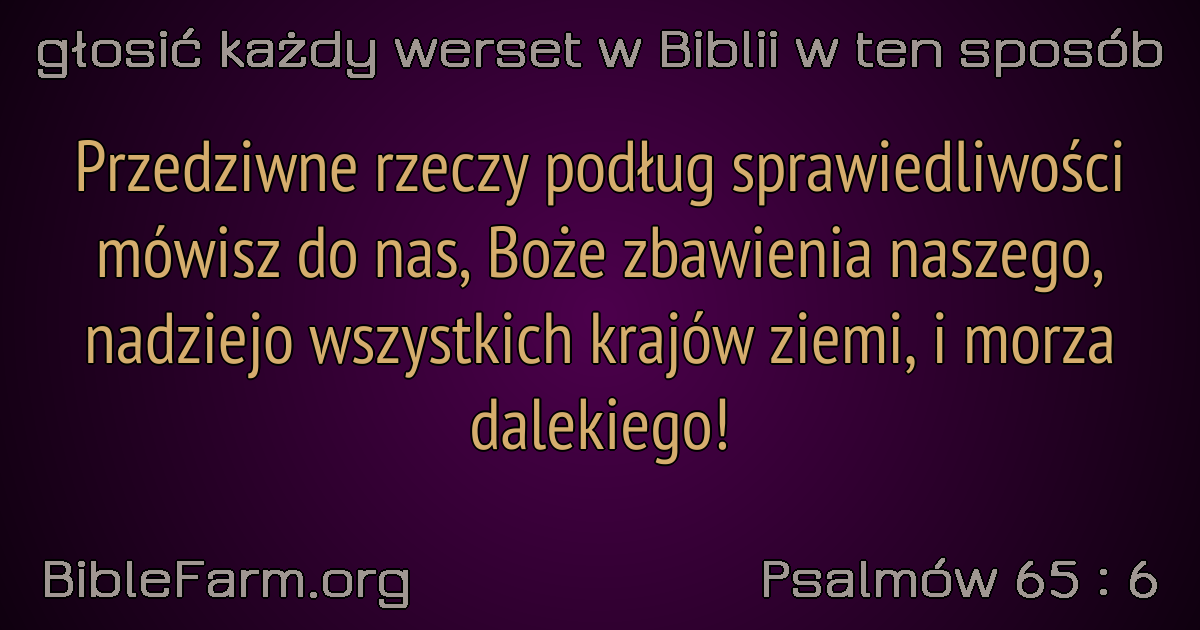 głosić każdy werset w Biblii w ten sposób
Przedziwne rzeczy podług sprawiedliwości
mówisz do nas, Boże zbawienia naszego,
nadziejo wszystkich krajów ziemi, i morza
dalekiego!
BibleFarm.org
Psalmów 65 : 6